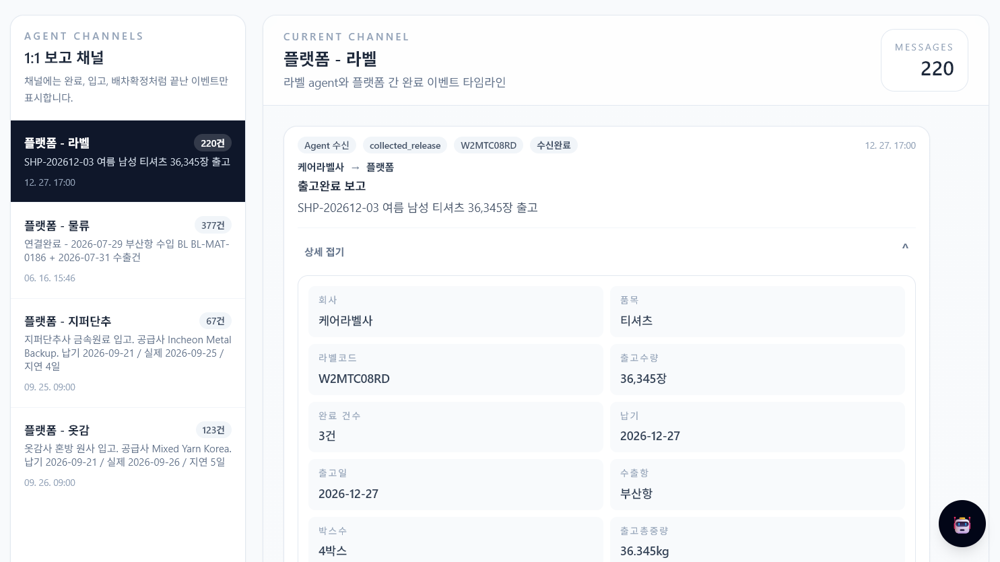 AGENT CHANNELS
1:1 보고 채널
채널에는 완료, 입고, 배차확정처럼 끝난 이벤트만
표시합니다.
플랫폼 - 라벨
220건
SHP-202612-03 여름 남성 티셔츠 36,345장 출고
12. 27. 17:00
플랫폼 - 물류
377건
연결완료 - 2026-07-29 부산항 수입 BL BL-MAT-
0186 + 2026-07-31 수출건
06. 16. 15:46
플랫폼 - 지퍼단추
67건
지퍼단추사 금속원료 입고. 공급사 Incheon Metal
Backup. 납기 2026-09-21 / 실제 2026-09-25 /
지연 4일
09. 25. 09:00
플랫폼 - 옷감
123건
옷감사 혼방 원사 입고. 공급사 Mixed Yarn Korea.
납기 2026-09-21 / 실제 2026-09-26 / 지연 5일
09. 26. 09:00
CURRENT CHANNEL
플랫폼 - 라벨
라벨 agent와 플랫폼 간 완료 이벤트 타임라인
MESSAGES
220
Agent 수신
collected_release
W2MTC08RD
수신완료
12. 27. 17:00
케어라벨사 → 플랫폼
출고완료 보고
SHP-202612-03 여름 남성 티셔츠 36,345장 출고
상세 접기
^
회사
케어라벨사
품목
티셔츠
라벨코드
W2MTC08RD
출고수량
36,345장
완료 건수
3건
납기
2026-12-27
출고일
2026-12-27
수출항
부산항
박스수
4박스
출고총중량
36.345kg